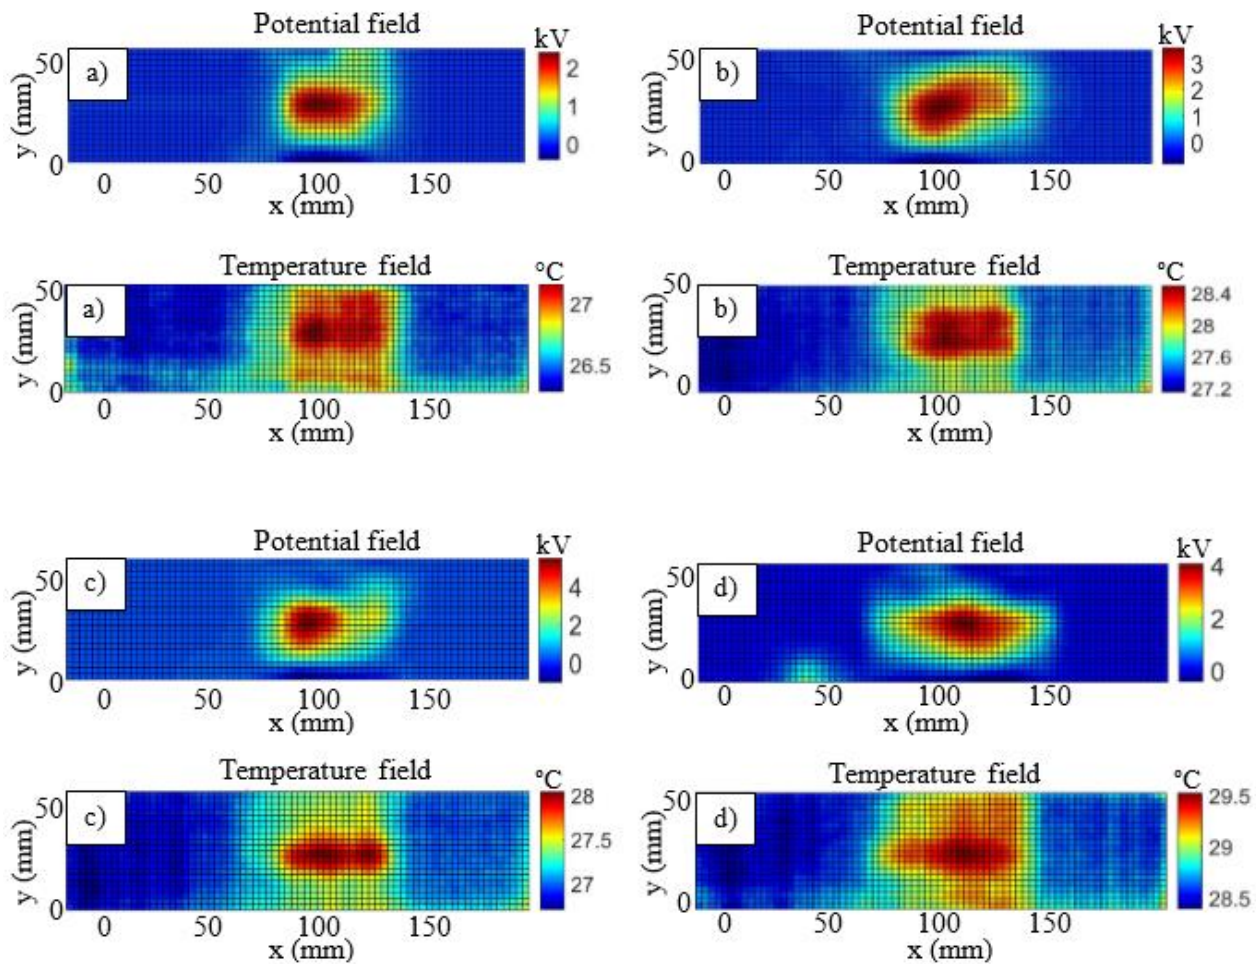 Potential field
kV
a)
50
y (mm)
0
2
1
0
0 50 100 150
x (mm)
Potential field
kV
b)
50
y (mm)
0
3
2
1
0
0 50 100 150
x (mm)
Temperature field
°C
a)
50
y (mm)
0
27
26.5
0 50 100 150
x (mm)
Temperature field
°C
b)
50
y (mm)
0
28.4
28
27.6
27.2
0 50 100 150
x (mm)
Potential field
kV
c)
50
y (mm)
0
4
2
0
0 50 100 150
x (mm)
Potential field
kV
d)
50
y (mm)
0
4
2
0
0 50 100 150
x (mm)
Temperature field
°C
c)
50
y (mm)
0
28
27.5
27
0 50 100 150
x (mm)
Temperature field
°C
d)
50
y (mm)
0
29.5
29
28.5
0 50 100 150
x (mm)